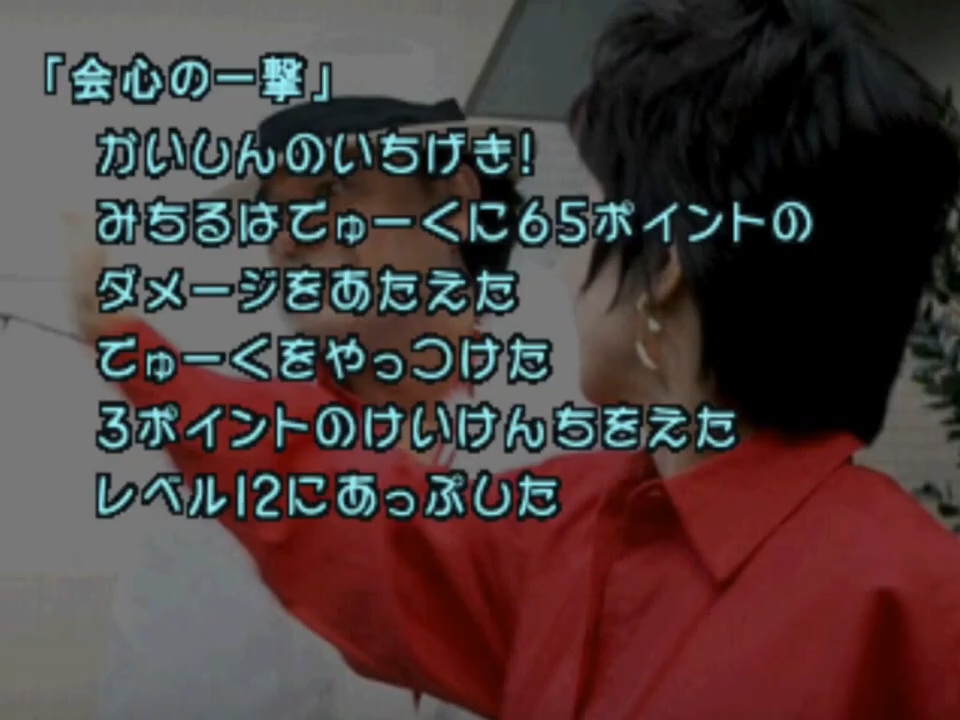 「会心の一撃」
かいしんのいちげき!
みちるはてゅーくに65ポイントの
ダメージをあたえた
てゅーくをやっつけた
3ポイントのけいけんちをえた
レベル12にあっぷした